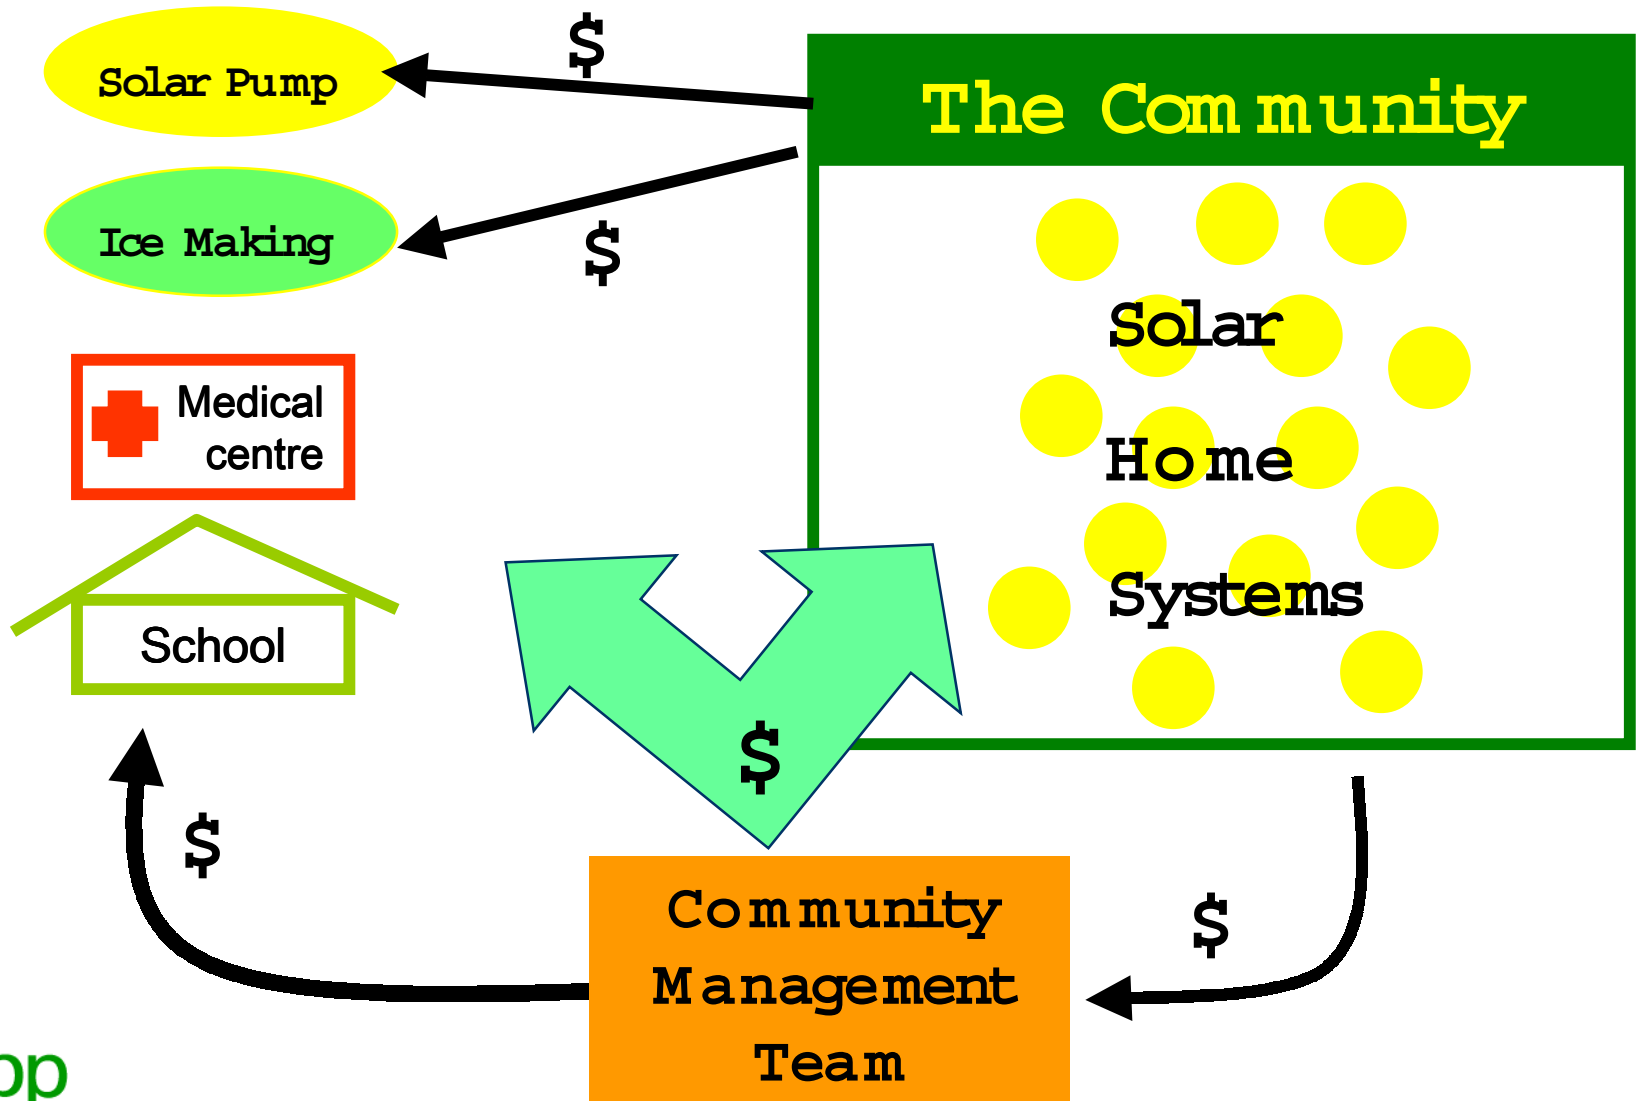 $
Solar Pump
The Community
Ice Making
$
Solar
Medical
centre
Home
Systems
School
$
$
$
Community
Management
Team